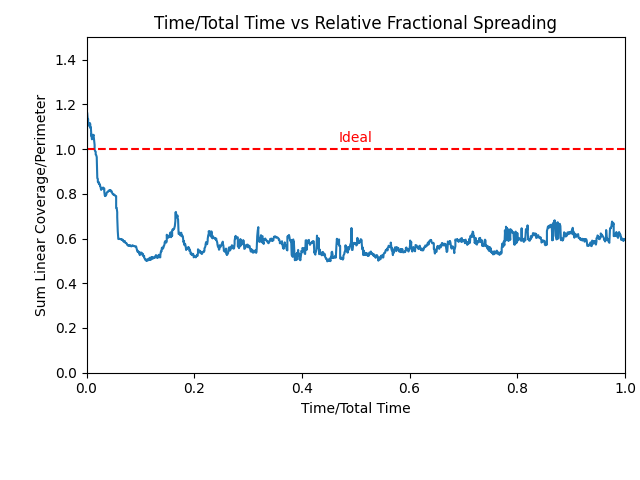 Time/Total Time vs Relative Fractional Spreading
1.4
1.2
1.0
0.8
0.6
0.4
0.2
0.0
Sum Linear Coverage/Perimeter
Ideal
0.0 0.2 0.4 0.6 0.8 1.0
Time/Total Time